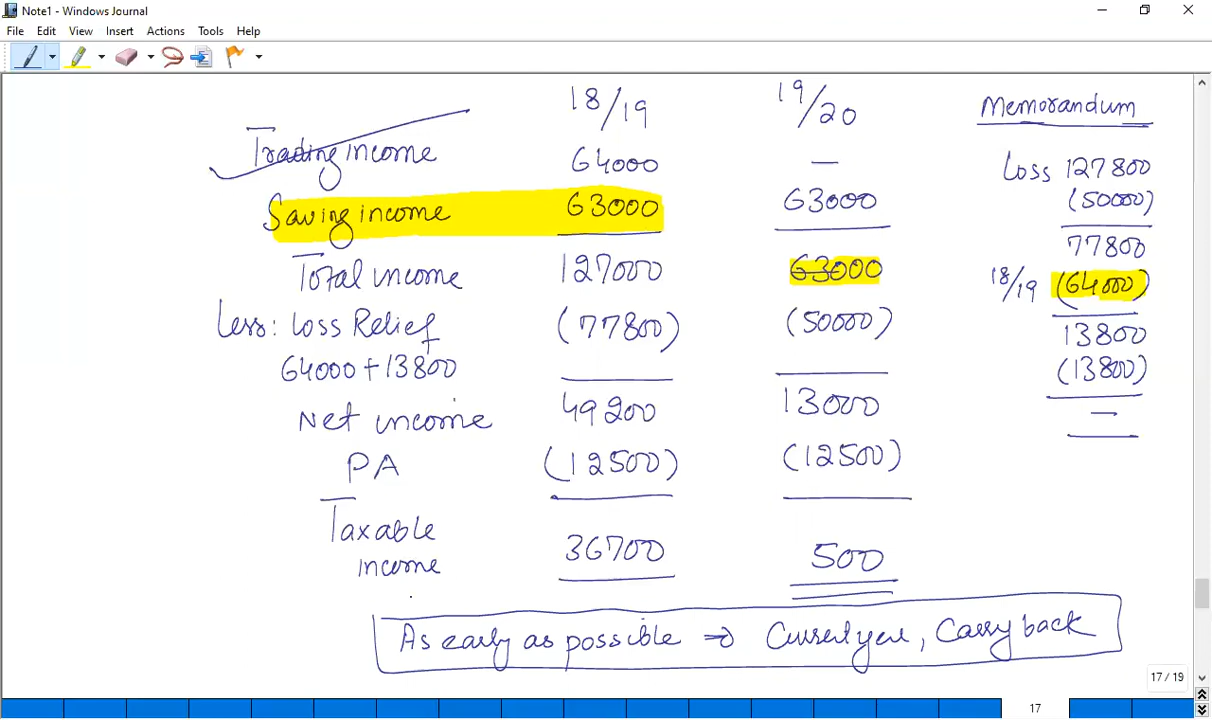 Note1 - Windows Journal
File Edit View Insert Actions Tools Help
18/19 19/20 Memorandum
Trading income 64000 — Loss 127800
Saving income 63000 63000 (50000)
77800
Total income 127000 63000 18/19 (64000)
Less: Loss Relief (77800) (50000) 13800
64000 + 13800 (13800)
Net income 49200 13000 —
PA (12500) (12500)
Taxable
income 36700 500
As early as possible ⇒ Current year, Carry back
17 / 19
17